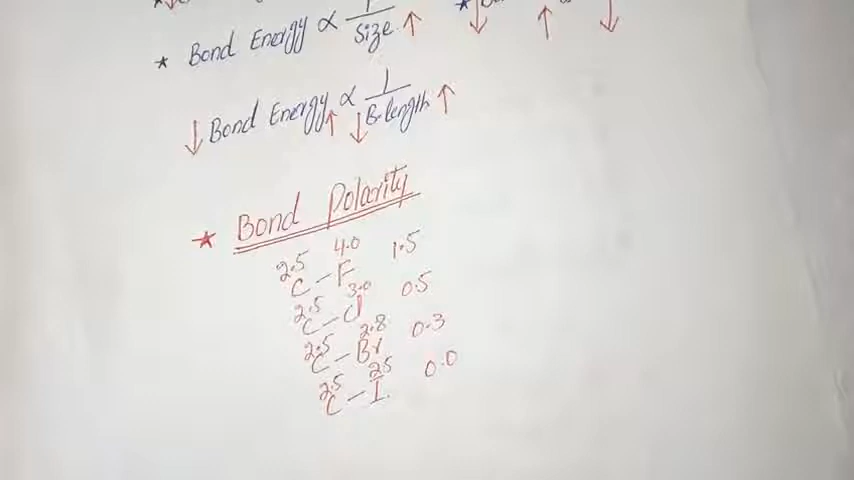 ★ Bond Energy ∝ 1/Size ↑ ↓ ↑ ↓
↓ Bond Energy ↑ ∝ 1/B.length ↓ ↑
★ Bond Polarity
2.5 4.0
C – F 1.5
2.5 3.0
C – Cl 0.5
2.5 2.8
C – Br 0.3
2.5 2.5
C – I 0.0